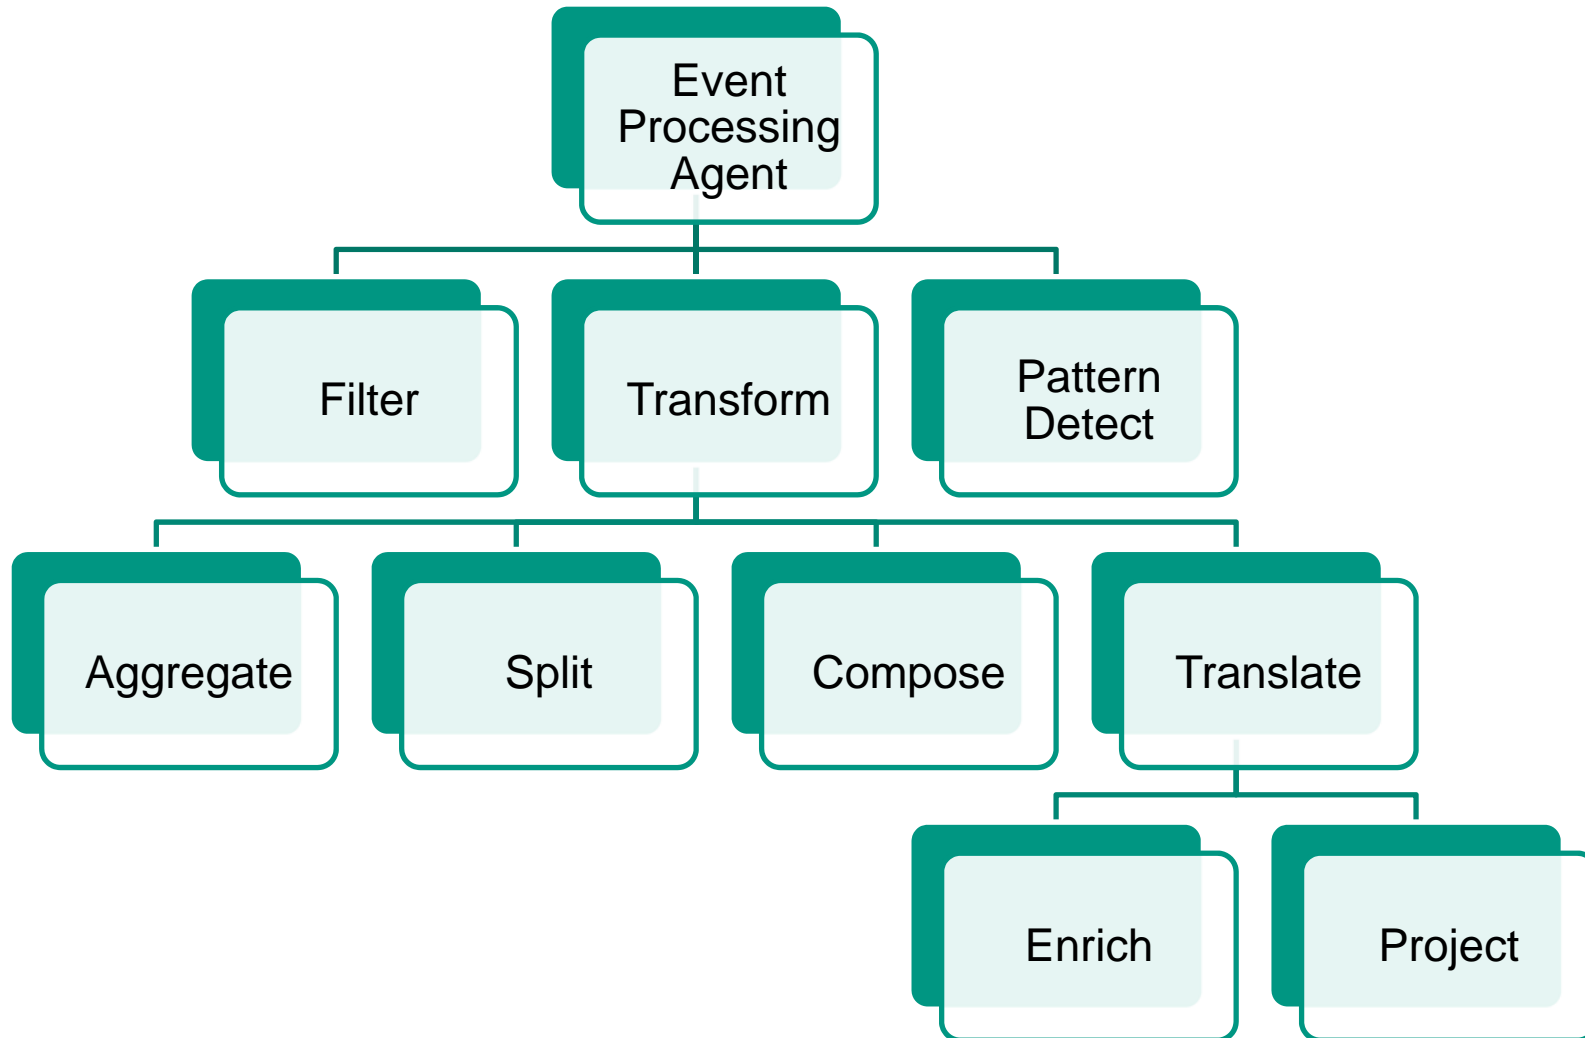 Event
Processing
Agent
Filter
Transform
Pattern
Detect
Aggregate
Split
Compose
Translate
Enrich
Project